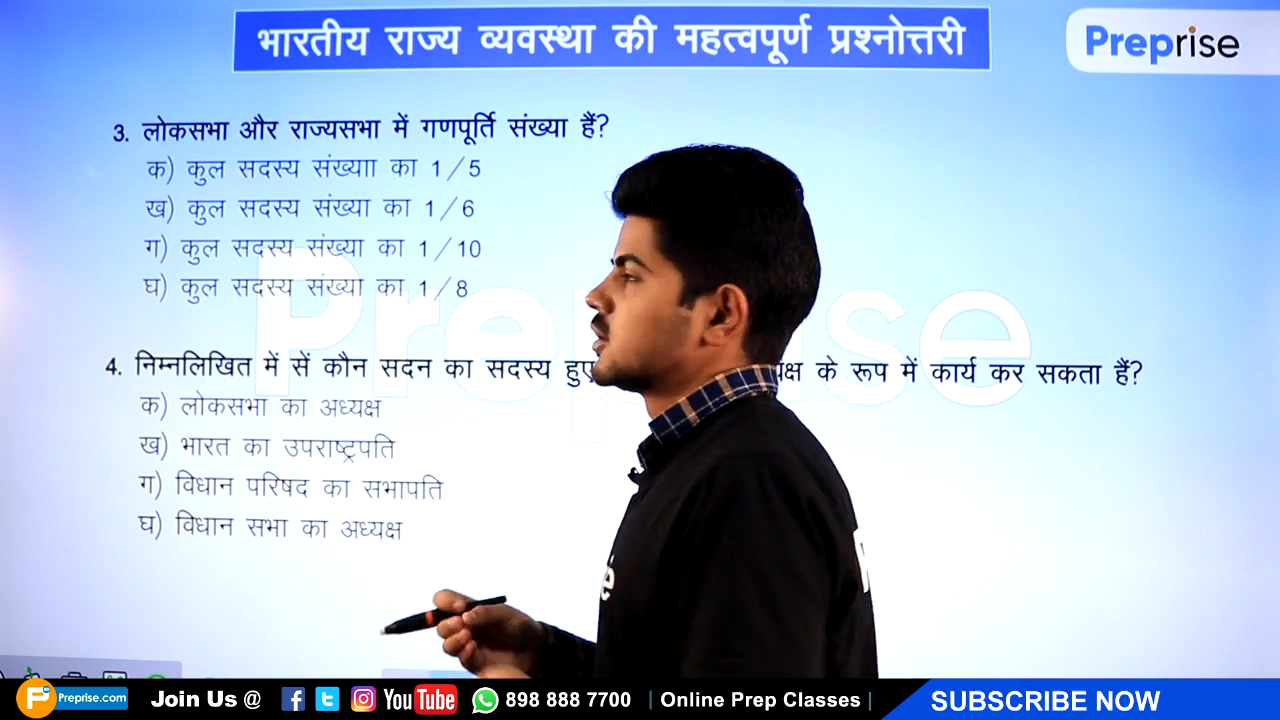 भारतीय राज्य व्यवस्था की महत्वपूर्ण प्रश्नोत्तरी
Preprise
3. लोकसभा और राज्यसभा में गणपूर्ति संख्या हैं?
क) कुल सदस्य संख्याा का 1/5
ख) कुल सदस्य संख्या का 1/6
ग) कुल सदस्य संख्या का 1/10
घ) कुल सदस्य संख्या का 1/8
Preprise
4. निम्नलिखित में सें कौन सदन का सदस्य के रूप में कार्य कर सकता हैं?
क) लोकसभा का अध्यक्ष
ख) भारत का उपराष्ट्रपति
ग) विधान परिषद का सभापति
घ) विधान सभा का अध्यक्ष
Preprise.com Join Us @ YouTube 898 888 7700 | Online Prep Classes | SUBSCRIBE NOW